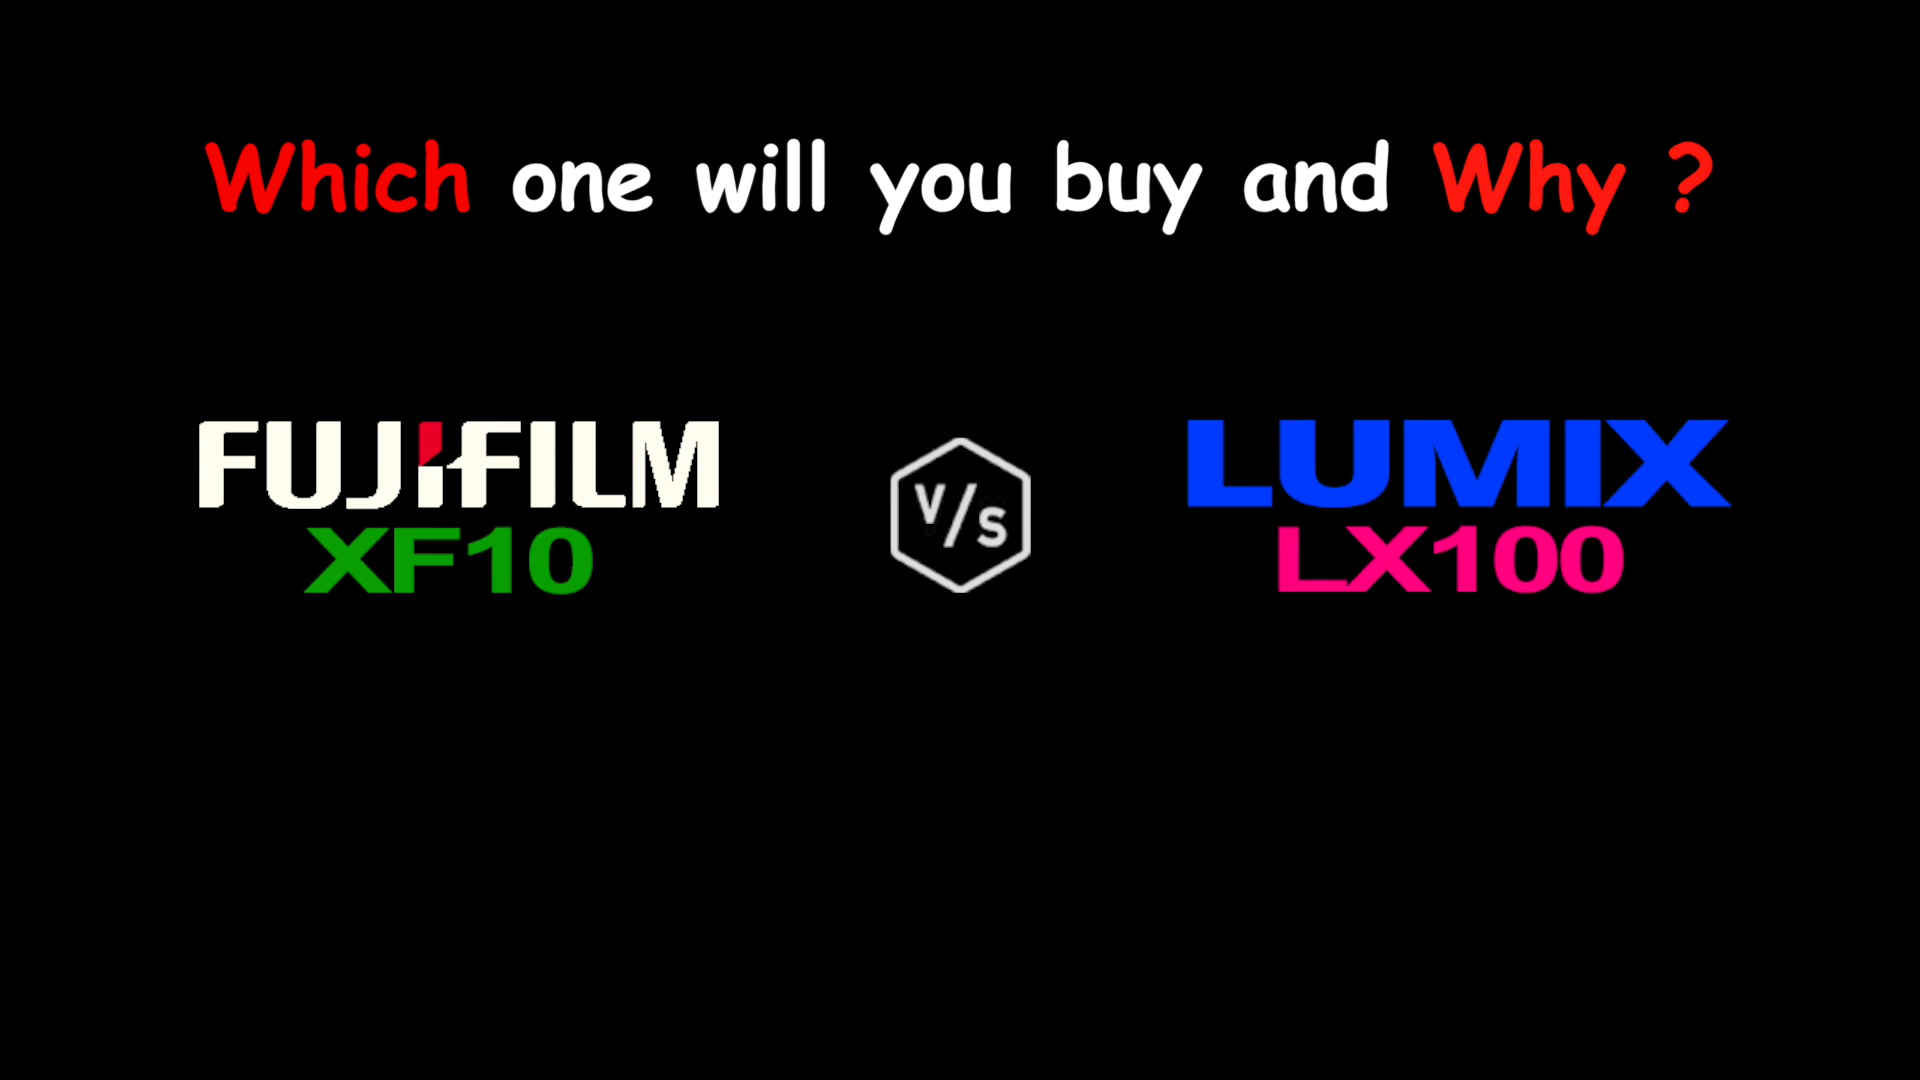 Which one will you buy and Why ?
FUJIFILM
XF10
V/S
LUMIX
LX100